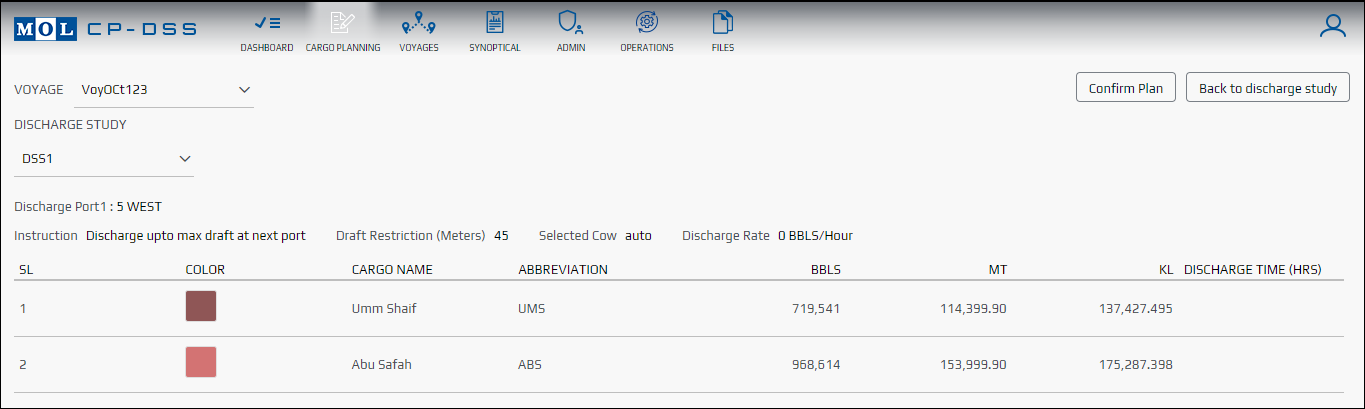 MOL CP-DSS
DASHBOARD CARGO PLANNING VOYAGES SYNOPTICAL ADMIN OPERATIONS FILES
VOYAGE VoyOCt123 Confirm Plan Back to discharge study
DISCHARGE STUDY
DSS1
Discharge Port1 : 5 WEST
Instruction Discharge upto max draft at next port Draft Restriction (Meters) 45 Selected Cow auto Discharge Rate 0 BBLS/Hour
SL COLOR CARGO NAME ABBREVIATION BBLS MT KL DISCHARGE TIME (HRS)
1 Umm Shaif UMS 719,541 114,399.90 137,427.495
2 Abu Safah ABS 968,614 153,999.90 175,287.398